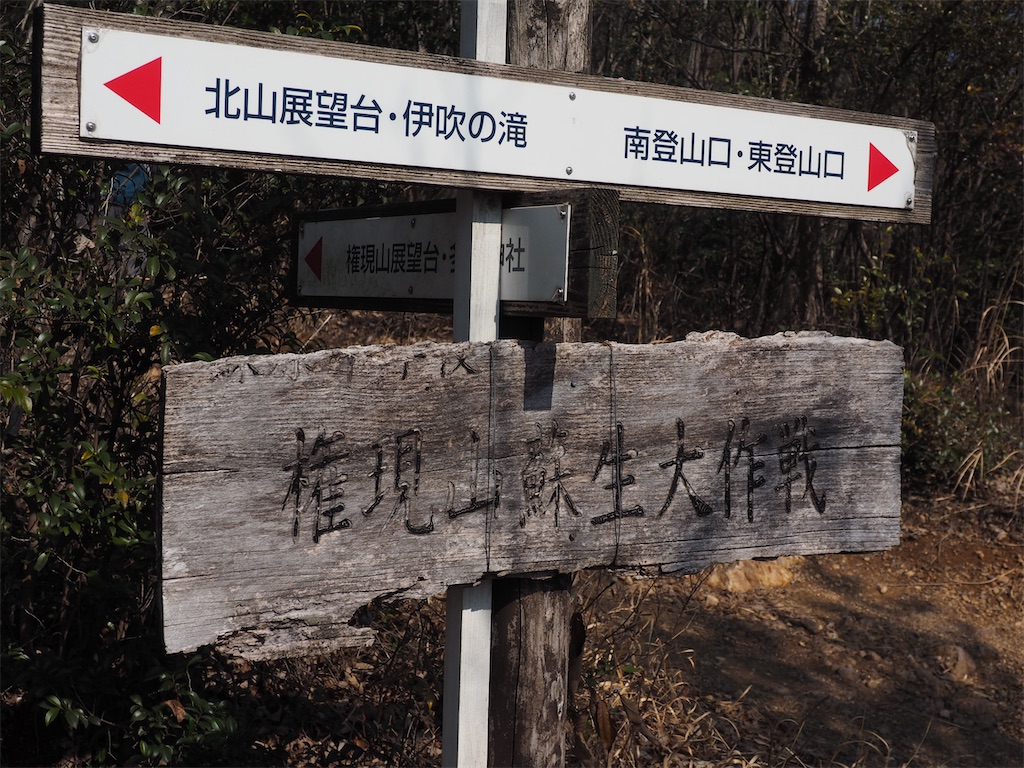 北山展望台・伊吹の滝
南登山口・東登山口
権現山展望台・
神社
権現山蘇生大作戦